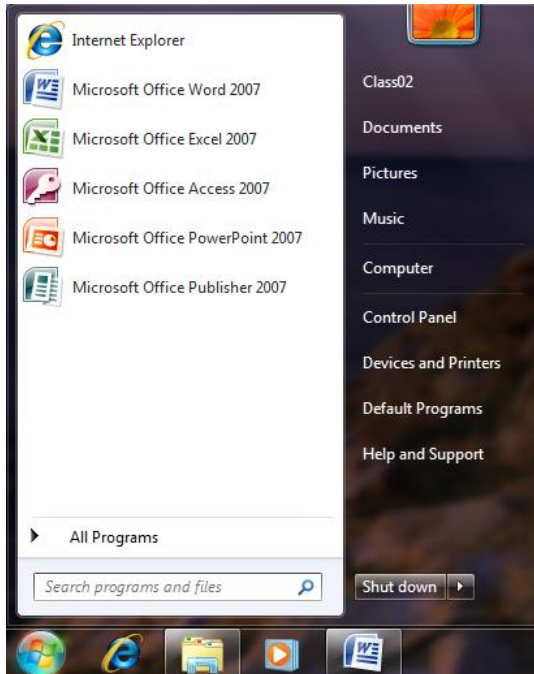 Internet Explorer
Microsoft Office Word 2007
Microsoft Office Excel 2007
Microsoft Office Access 2007
Microsoft Office PowerPoint 2007
Microsoft Office Publisher 2007
All Programs
Search programs and files
Class02
Documents
Pictures
Music
Computer
Control Panel
Devices and Printers
Default Programs
Help and Support
Shut down